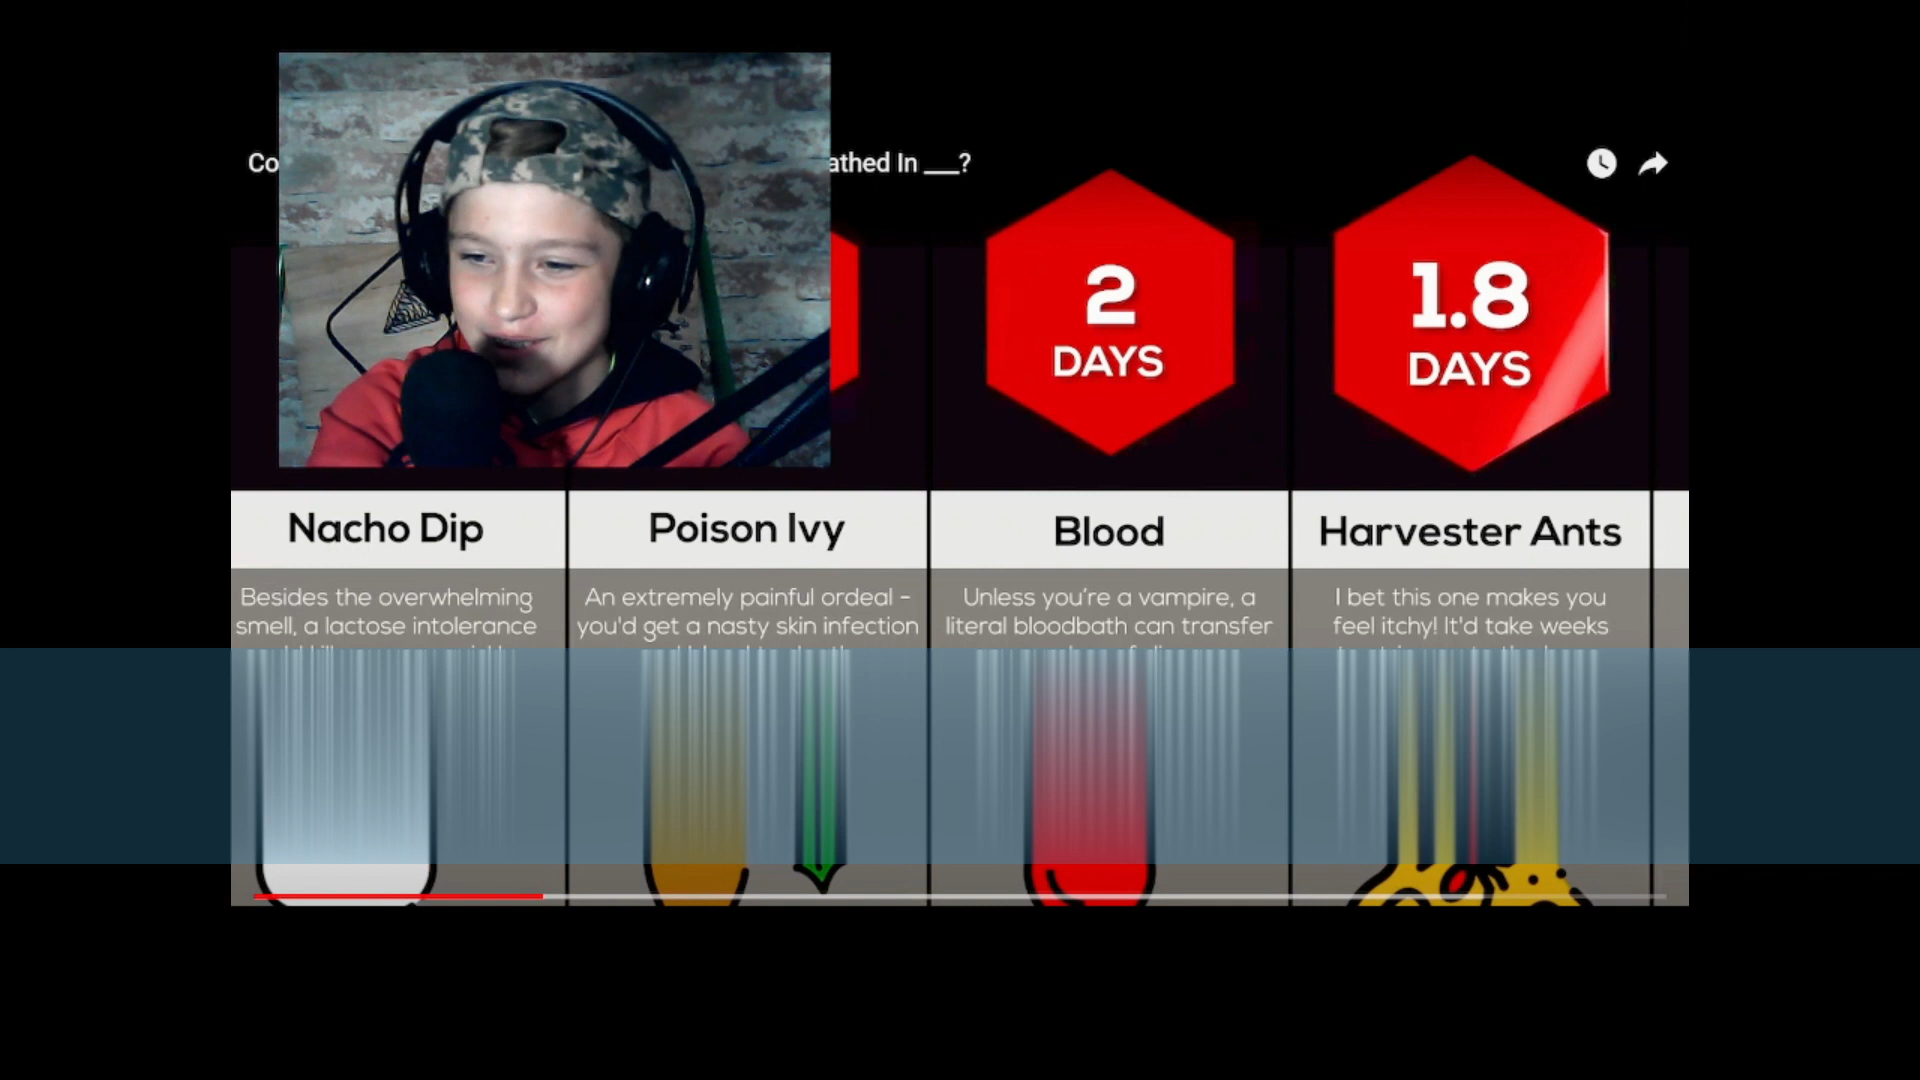 Co
athed In ___?
2
DAYS
1.8
DAYS
Nacho Dip
Poison Ivy
Blood
Harvester Ants
Besides the overwhelming
smell, a lactose intolerance
An extremely painful ordeal -
you'd get a nasty skin infection
Unless you're a vampire, a
literal bloodbath can transfer
I bet this one makes you
feel itchy! It'd take weeks